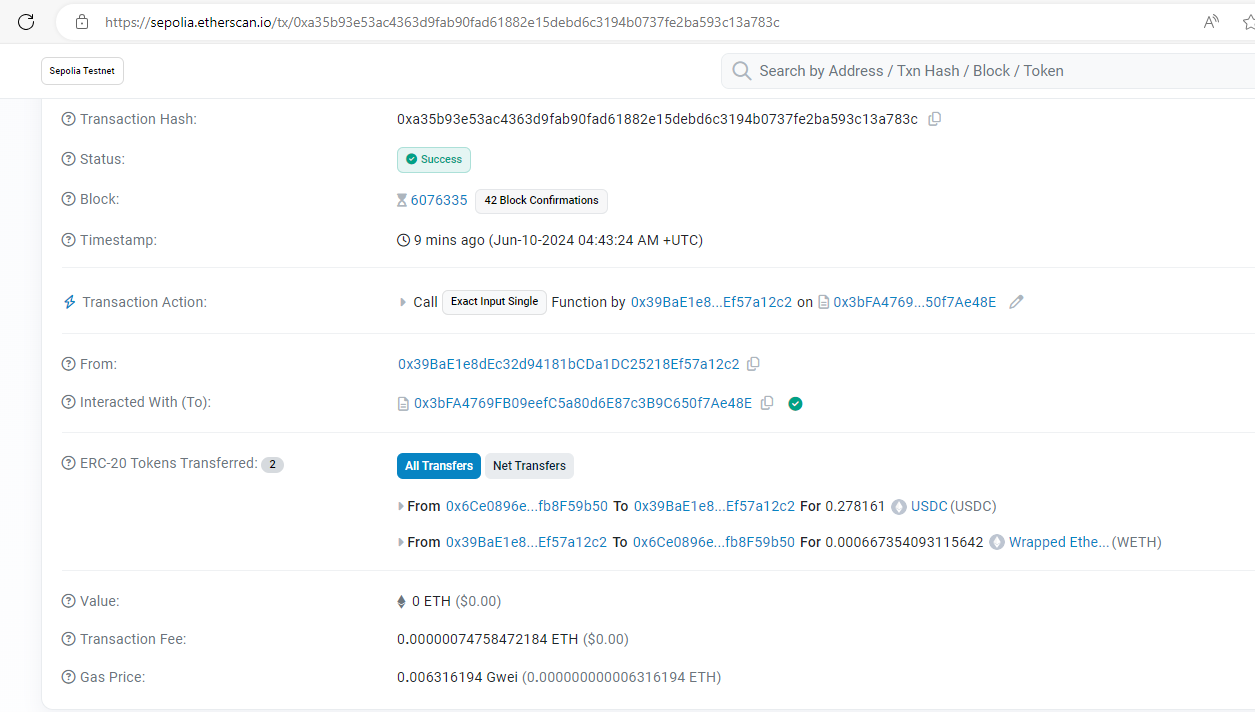 https://sepolia.etherscan.io/tx/0xa35b93e53ac4363d9fab90fad61882e15debd6c3194b0737fe2ba593c13a783c
Sepolia Testnet
Search by Address / Txn Hash / Block / Token
Transaction Hash: 0xa35b93e53ac4363d9fab90fad61882e15debd6c3194b0737fe2ba593c13a783c
Status: Success
Block: 6076335 42 Block Confirmations
Timestamp: 9 mins ago (Jun-10-2024 04:43:24 AM +UTC)
Transaction Action: Call Exact Input Single Function by 0x39BaE1e8...Ef57a12c2 on 0x3bFA4769...50f7Ae48E
From: 0x39BaE1e8dEc32d94181bCDa1DC25218Ef57a12c2
Interacted With (To): 0x3bFA4769FB09eefC5a80d6E87c3B9C650f7Ae48E
ERC-20 Tokens Transferred: 2 All Transfers Net Transfers
From 0x6Ce0896e...fb8F59b50 To 0x39BaE1e8...Ef57a12c2 For 0.278161 USDC (USDC)
From 0x39BaE1e8...Ef57a12c2 To 0x6Ce0896e...fb8F59b50 For 0.000667354093115642 Wrapped Ethe... (WETH)
Value: 0 ETH ($0.00)
Transaction Fee: 0.00000074758472184 ETH ($0.00)
Gas Price: 0.006316194 Gwei (0.000000000006316194 ETH)